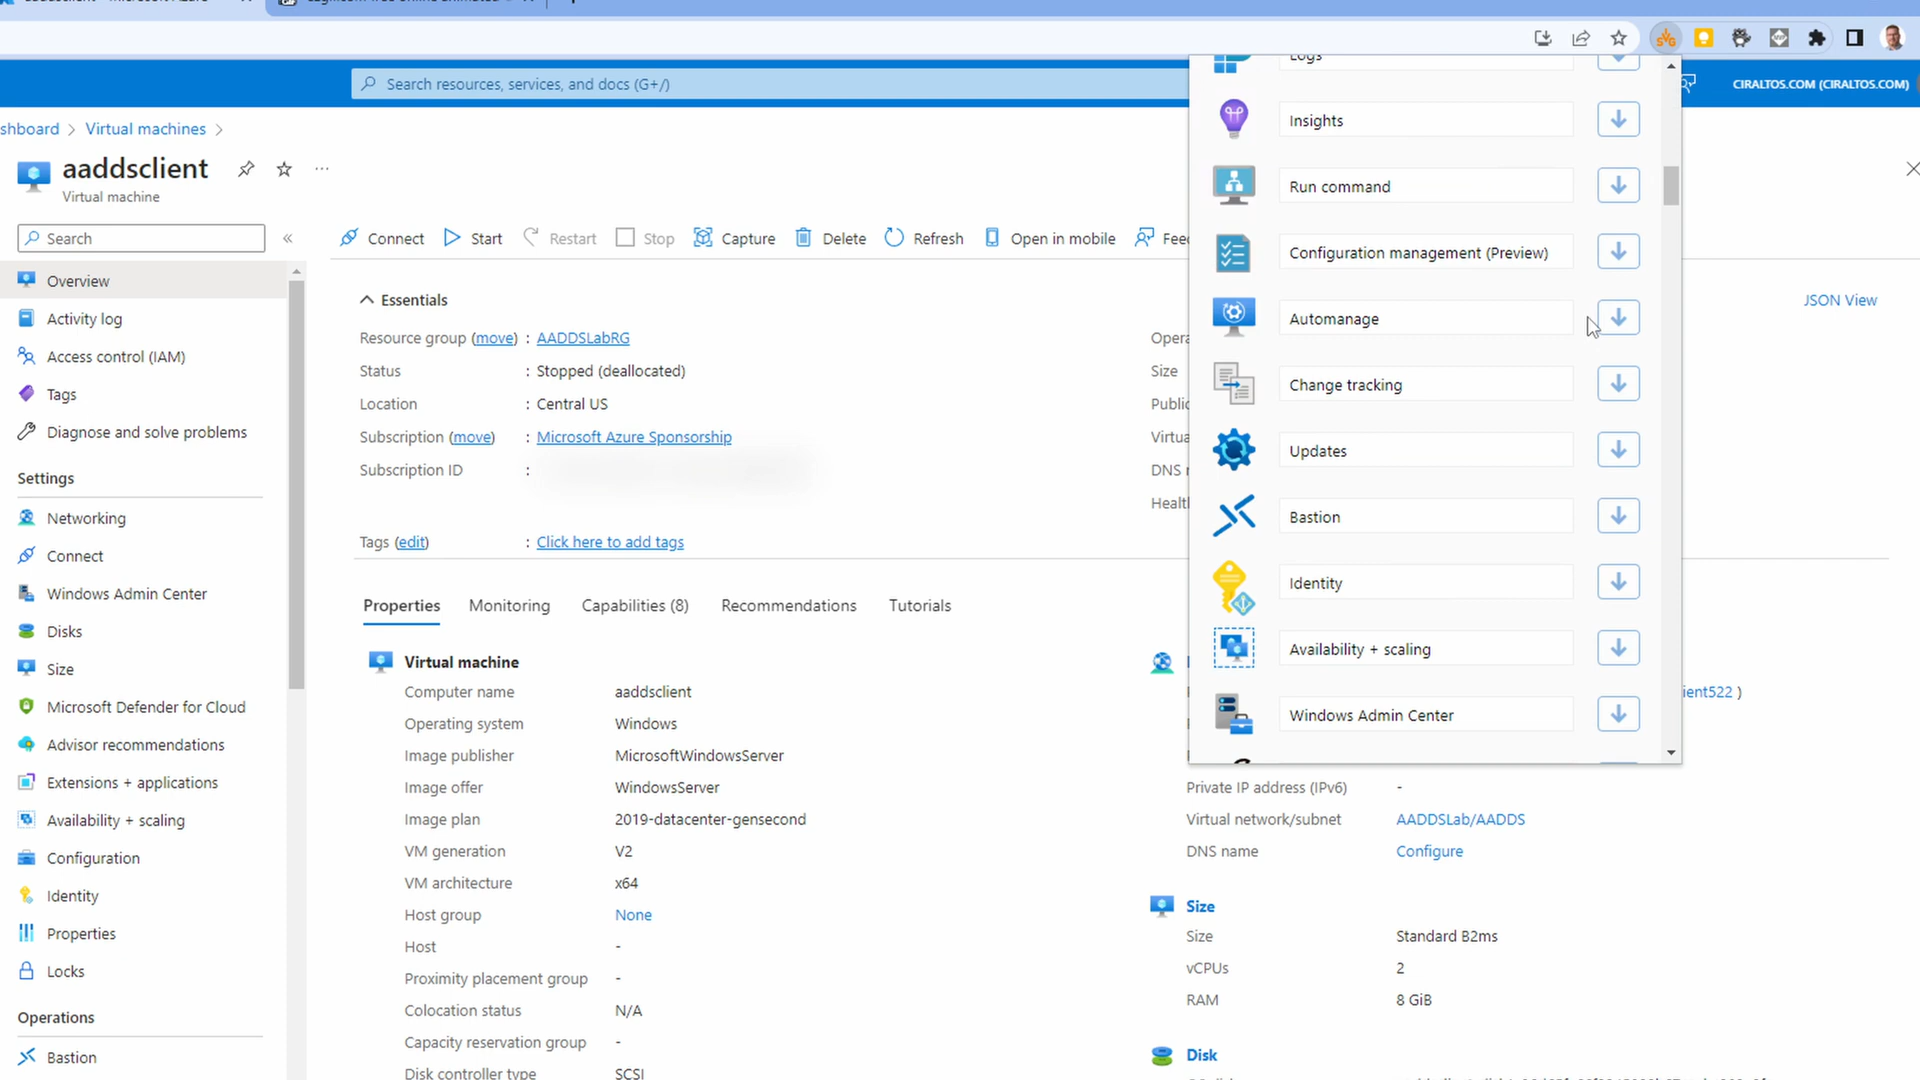 Search resources, services, and docs (G+/)
CIRALTOS.COM (CIRALTOS.COM)
shboard > Virtual machines >
aaddsclient
Virtual machine
Search
«
Overview
Activity log
Access control (IAM)
Tags
Diagnose and solve problems
Settings
Networking
Connect
Windows Admin Center
Disks
Size
Microsoft Defender for Cloud
Advisor recommendations
Extensions + applications
Availability + scaling
Configuration
Identity
Properties
Locks
Operations
Bastion
Connect Start Restart Stop Capture Delete Refresh Open in mobile Feec
Essentials
JSON View
Resource group (move) : AADDSLabRG
Status : Stopped (deallocated)
Location : Central US
Subscription (move) : Microsoft Azure Sponsorship
Subscription ID :
Tags (edit) : Click here to add tags
Opera
Size
Public
Virtua
DNS
Health
Properties Monitoring Capabilities (8) Recommendations Tutorials
Virtual machine
Computer name aaddsclient
Operating system Windows
Image publisher MicrosoftWindowsServer
Image offer WindowsServer
Image plan 2019-datacenter-gensecond
VM generation V2
VM architecture x64
Host group None
Host -
Proximity placement group -
Colocation status N/A
Capacity reservation group -
Disk controller type SCSI
ient522 )
Private IP address (IPv6) -
Virtual network/subnet AADDSLab/AADDS
DNS name Configure
Size
Size Standard B2ms
vCPUs 2
RAM 8 GiB
Disk
SVG
Logs
Insights
Run command
Configuration management (Preview)
Automanage
Change tracking
Updates
Bastion
Identity
Availability + scaling
Windows Admin Center